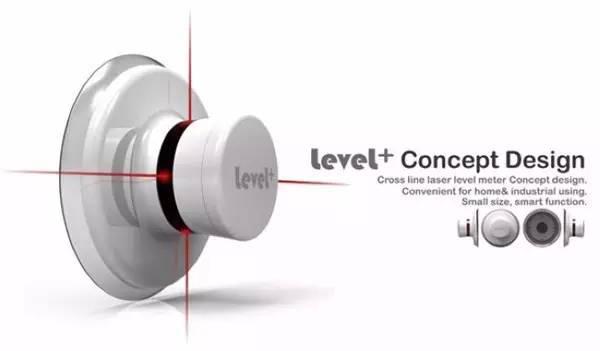 Level+
Level+ Concept Design
Cross line laser level meter Concept design.
Convenient for home& industrial using.
Small size, smart function.